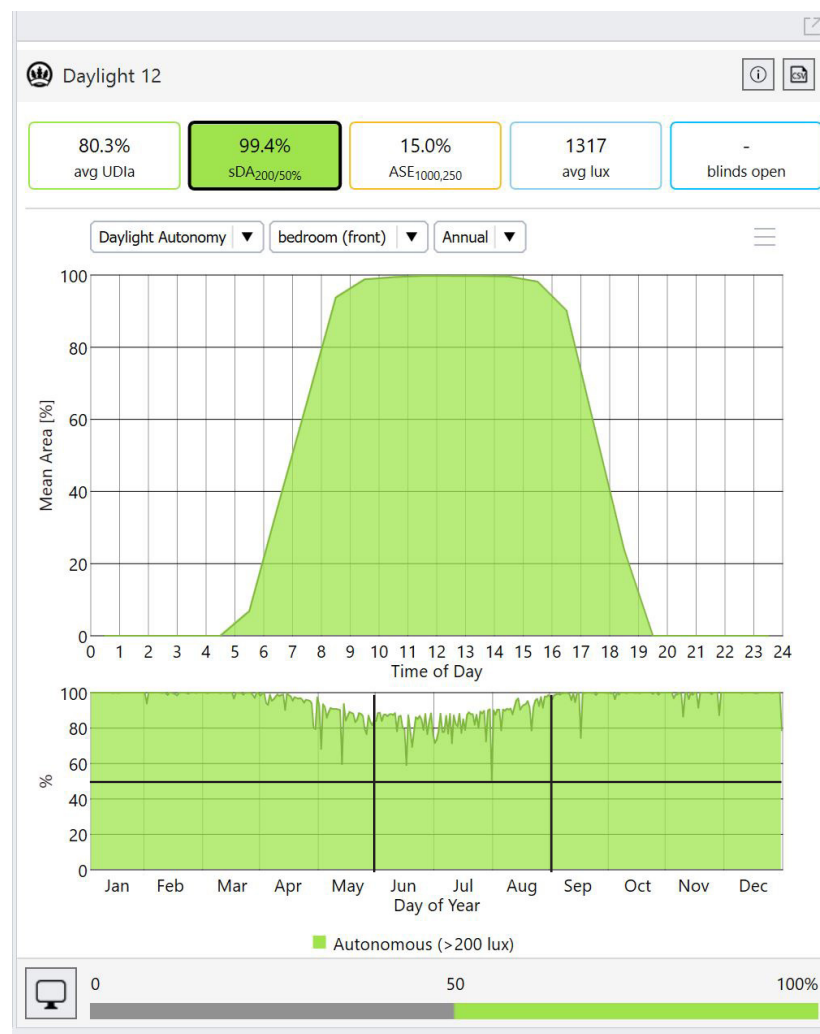 Daylight 12
CSV
80.3% 99.4% 15.0% 1317 -
avg UDIa sDA200/50% ASE1000,250 avg lux blinds open
Daylight Autonomy bedroom (front) Annual
100
80
60
40
20
0
Mean Area [%]
0 1 2 3 4 5 6 7 8 9 10 11 12 13 14 15 16 17 18 19 20 21 22 23 24
Time of Day
100
80
60
40
20
0
%
Jan Feb Mar Apr May Jun Jul Aug Sep Oct Nov Dec
Day of Year
Autonomous (>200 lux)
0 50 100%